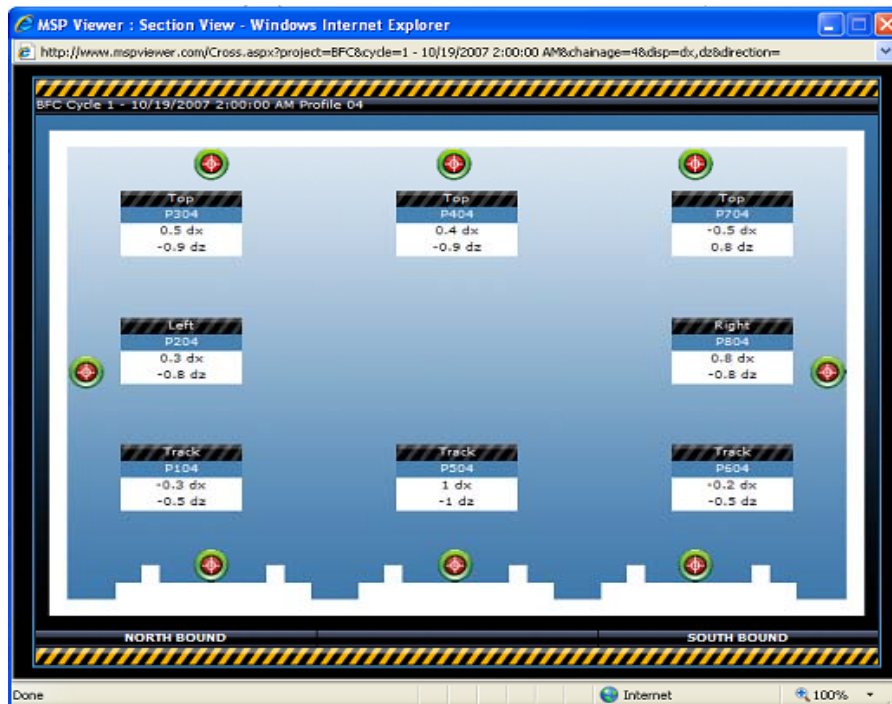 MSP Viewer : Section View - Windows Internet Explorer
http://www.mspviewer.com/Cross.aspx?project=BFC&cycle=1 - 10/19/2007 2:00:00 AM&chainage=4&disp=dx,dz&direction=
BFC Cycle 1 - 10/19/2007 2:00:00 AM Profile 04
Top
P304
0.5 dx
-0.9 dz
Top
P404
0.4 dx
-0.9 dz
Top
P704
-0.5 dx
0.8 dz
Left
P204
0.3 dx
-0.8 dz
Right
P804
0.8 dx
-0.8 dz
Track
P104
-0.3 dx
-0.5 dz
Track
P504
1 dx
-1 dz
Track
P604
-0.2 dx
-0.5 dz
NORTH BOUND
SOUTH BOUND
Done
Internet
100%